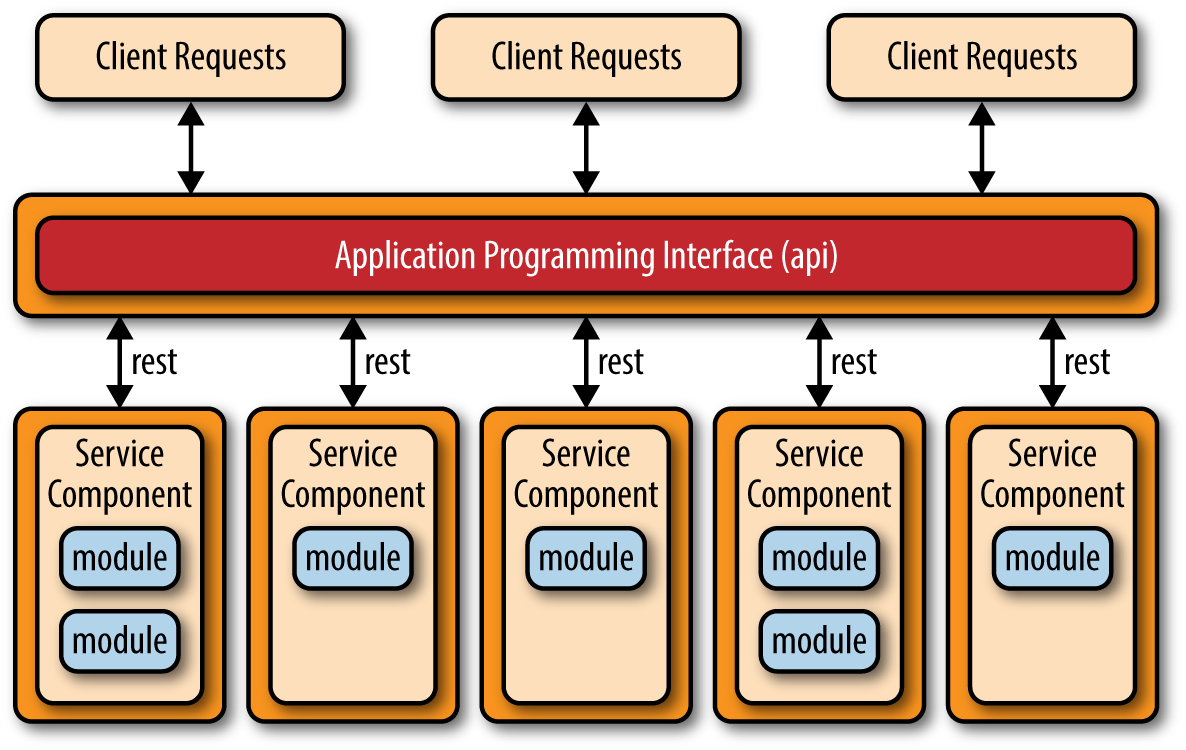 Client Requests
Client Requests
Client Requests
Application Programming Interface (api)
rest
rest
rest
rest
rest
Service
Component
module
module
Service
Component
module
Service
Component
module
Service
Component
module
module
Service
Component
module